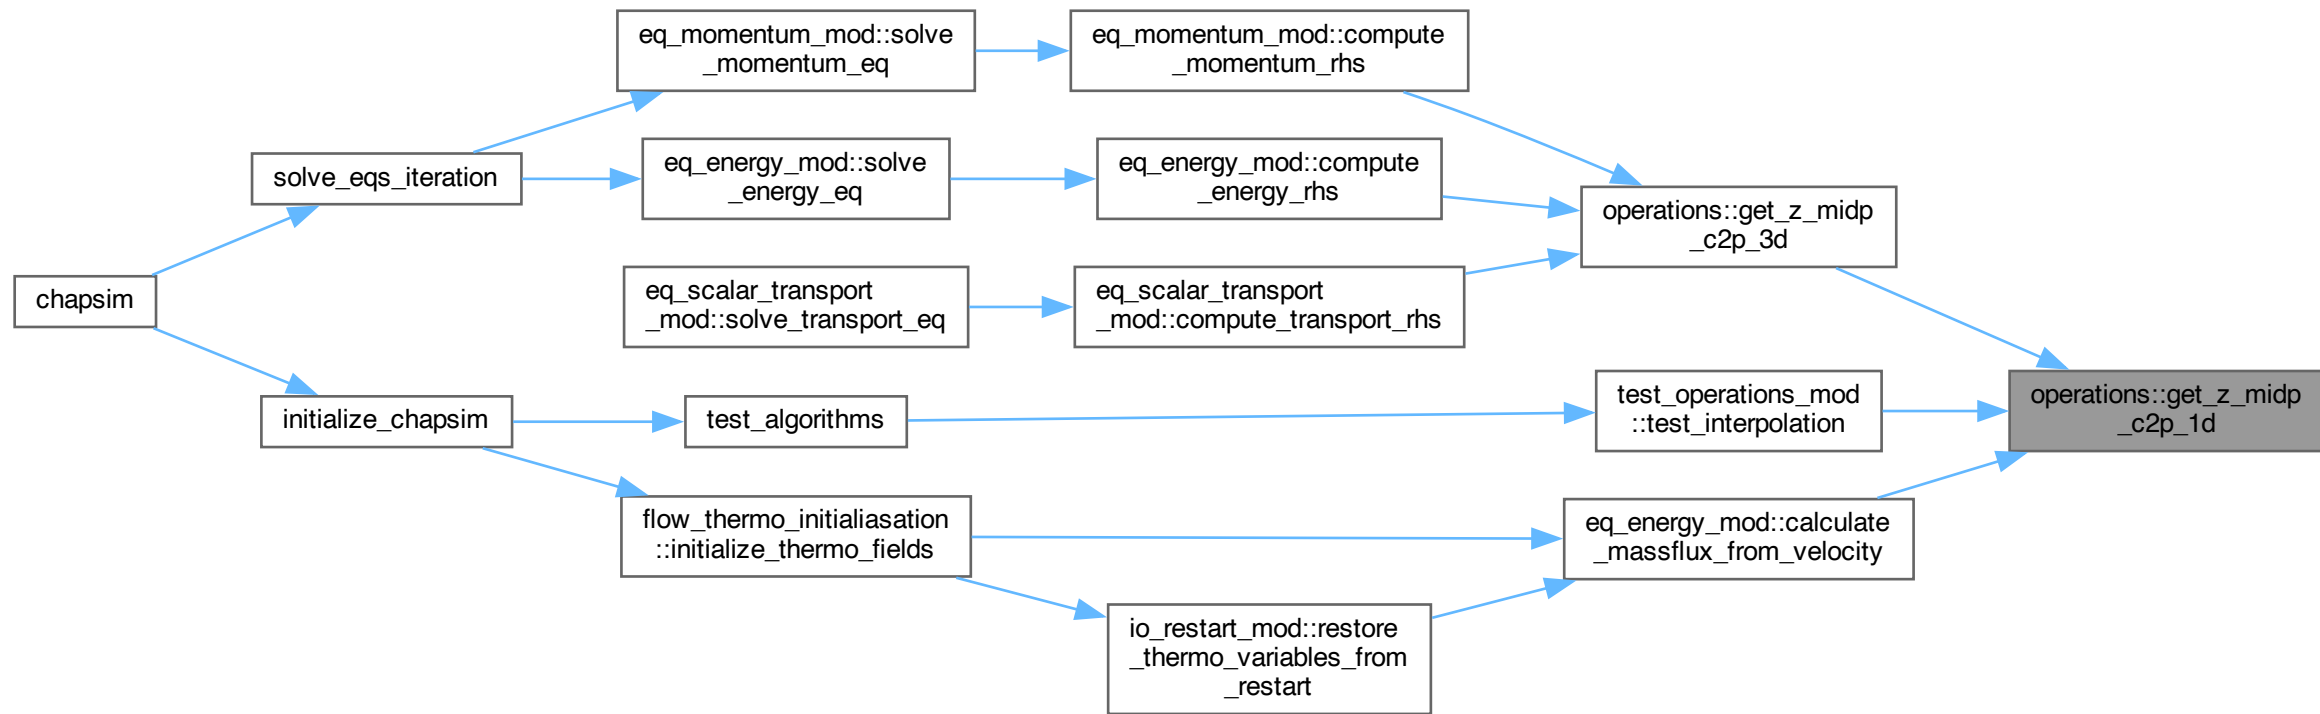 eq_momentum_mod::solve
_momentum_eq
eq_momentum_mod::compute
_momentum_rhs
solve_eqs_iteration
eq_energy_mod::solve
_energy_eq
eq_energy_mod::compute
_energy_rhs
operations::get_z_midp
_c2p_3d
chapsim
eq_scalar_transport
_mod::solve_transport_eq
eq_scalar_transport
_mod::compute_transport_rhs
initialize_chapsim
test_algorithms
test_operations_mod
::test_interpolation
operations::get_z_midp
_c2p_1d
flow_thermo_initialiasation
::initialize_thermo_fields
eq_energy_mod::calculate
_massflux_from_velocity
io_restart_mod::restore
_thermo_variables_from
_restart